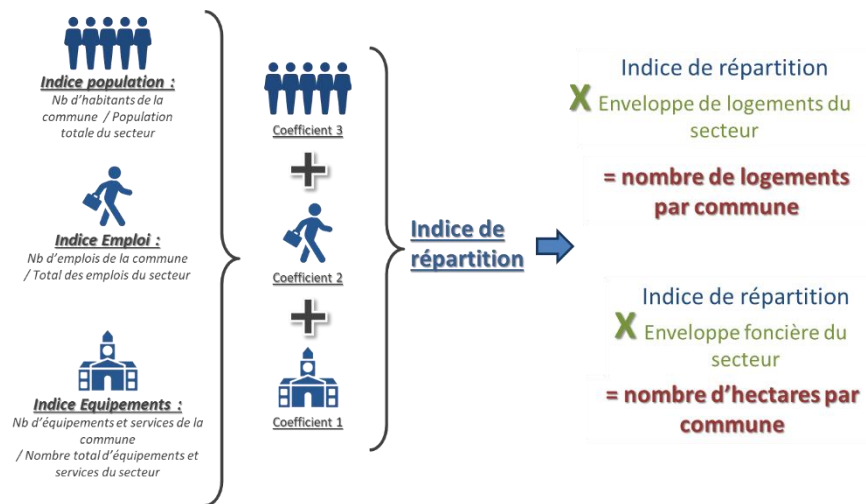 Indice population :
Nb d'habitants de la
commune / Population
totale du secteur
Indice Emploi :
Nb d'emplois de la commune
/ Total des emplois du secteur
Indice Equipements :
Nb d'équipements et services de la
commune
/ Nombre total d'équipements et
services du secteur
Coefficient 3
+
Coefficient 2
+
Coefficient 1
Indice de
répartition
Indice de répartition
X Enveloppe de logements du
secteur
= nombre de logements
par commune
Indice de répartition
X Enveloppe foncière du
secteur
= nombre d'hectares par
commune